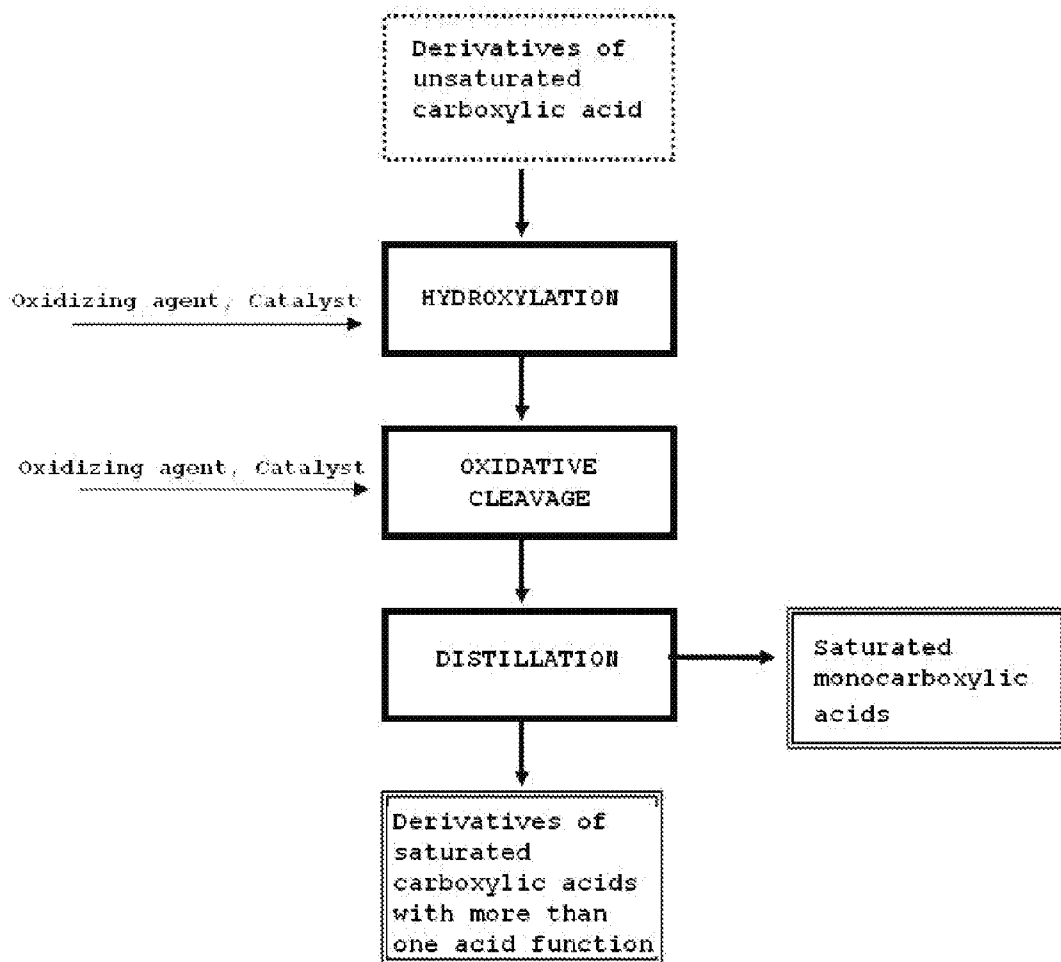 Derivatives of
unsaturated
carboxylic acid
Oxidizing agent, Catalyst
HYDROXYLATION
Oxidizing agent, Catalyst
OXIDATIVE
CLEAVAGE
DISTILLATION
Saturated
monocarboxylic
acids
Derivatives of
saturated
carboxylic acids
with more than
one acid function